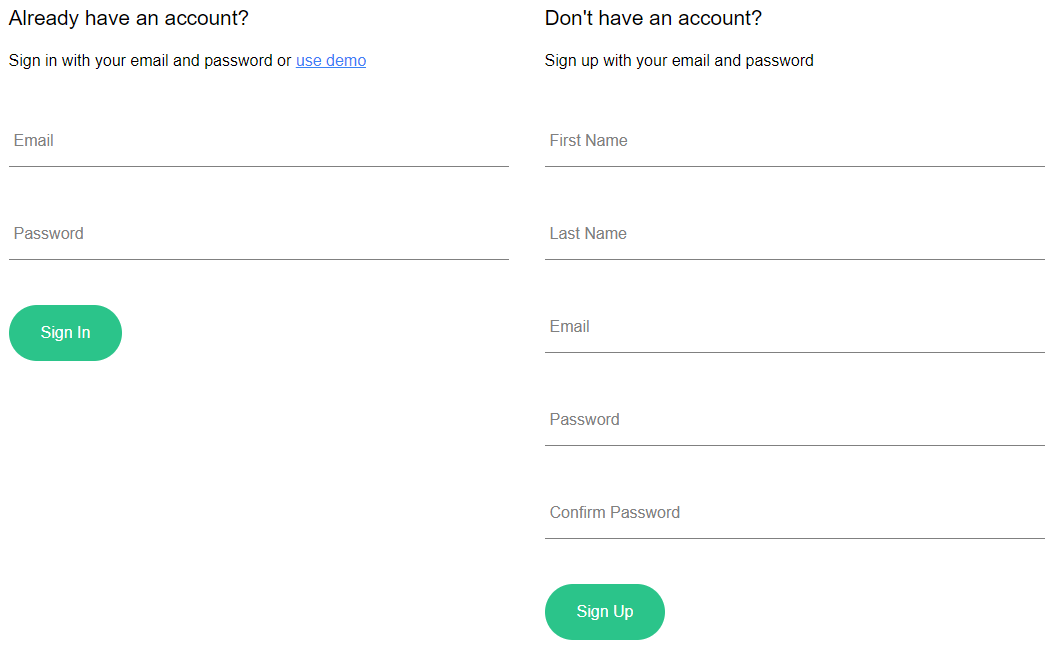 Already have an account?
Sign in with your email and password or use demo
Email
Password
Sign In
Don't have an account?
Sign up with your email and password
First Name
Last Name
Email
Password
Confirm Password
Sign Up